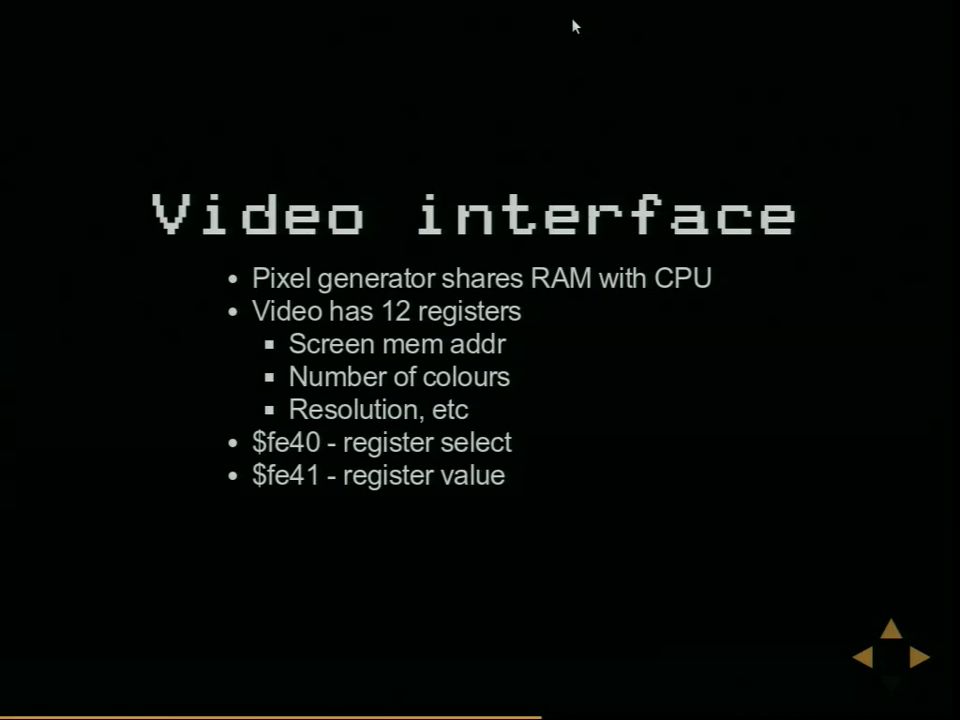 Video interface
Pixel generator shares RAM with CPU
Video has 12 registers
Screen mem addr
Number of colours
Resolution, etc
$fe40 - register select
$fe41 - register value